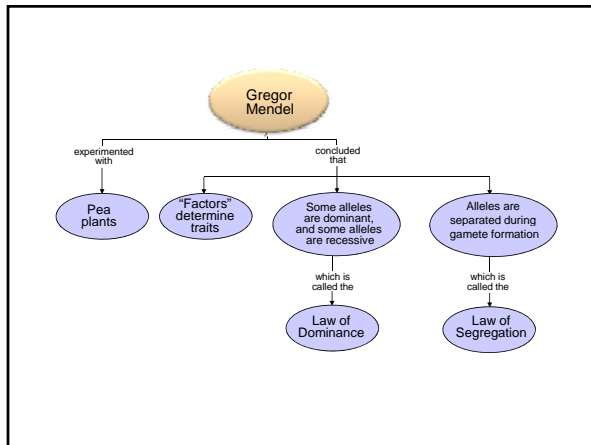 Gregor
Mendel
experimented
with
concluded
that
Pea
plants
"Factors"
determine
traits
Some alleles
are dominant,
and some alleles
are recessive
Alleles are
separated during
gamete formation
which is
called the
which is
called the
Law of
Dominance
Law of
Segregation